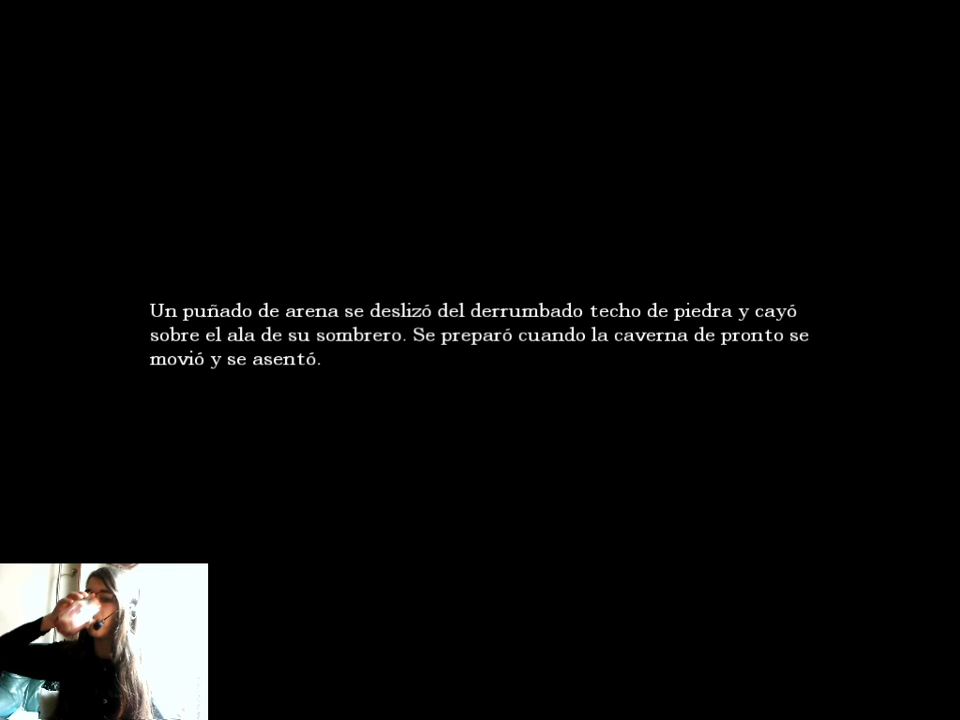 Un puñado de arena se deslizó del derrumbado techo de piedra y cayó
sobre el ala de su sombrero. Se preparó cuando la caverna de pronto se
movió y se asentó.